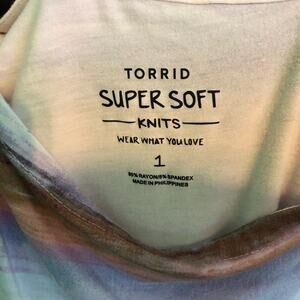 TORRID
SUPER SOFT
KNITS
WEAR WHAT YOU LOVE
1
95% RAYON/5% SPANDEX
MADE IN PHILIPPINES